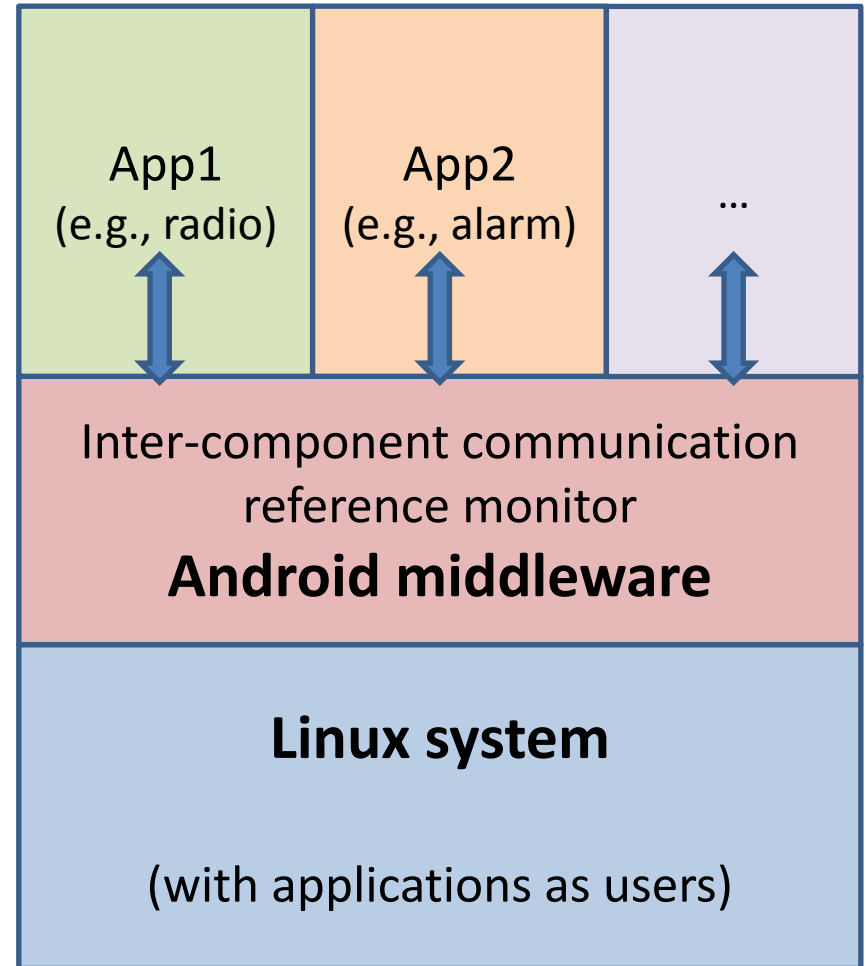 App1
(e.g., radio)
App2
(e.g., alarm)
...
Inter-component communication
reference monitor
Android middleware
Linux system
(with applications as users)